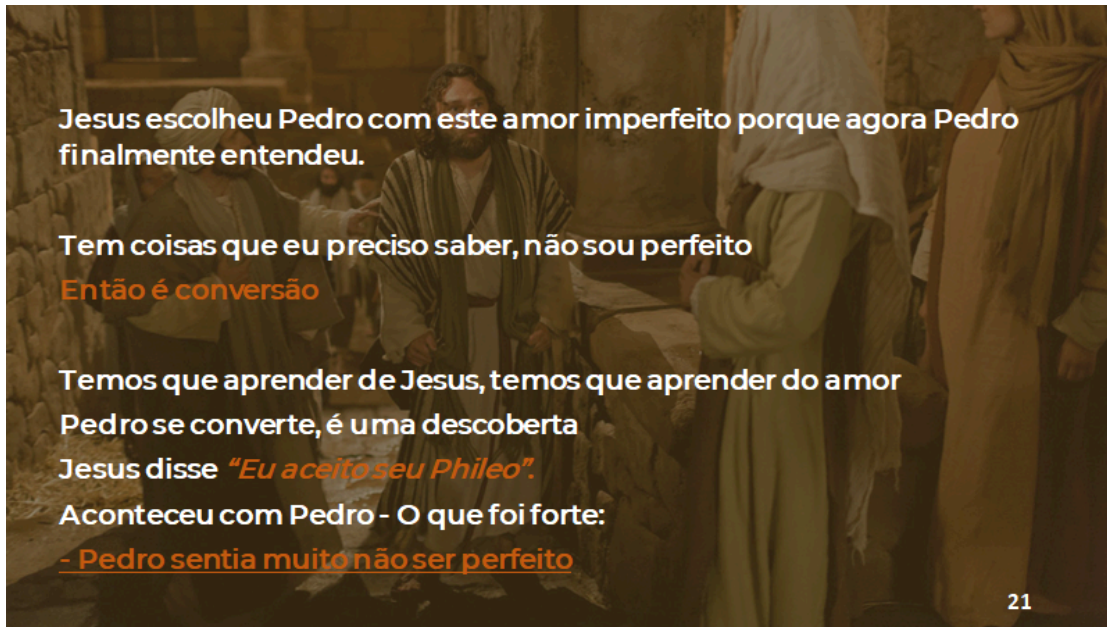 Jesus escolheu Pedro com este amor imperfeito porque agora Pedro
finalmente entendeu.
Tem coisas que eu preciso saber, não sou perfeito
Então é conversão
Temos que aprender de Jesus, temos que aprender do amor
Pedro se converte, é uma descoberta
Jesus disse “Eu aceito seu Phileo”.
Aconteceu com Pedro - O que foi forte:
- Pedro sentia muito não ser perfeito
21